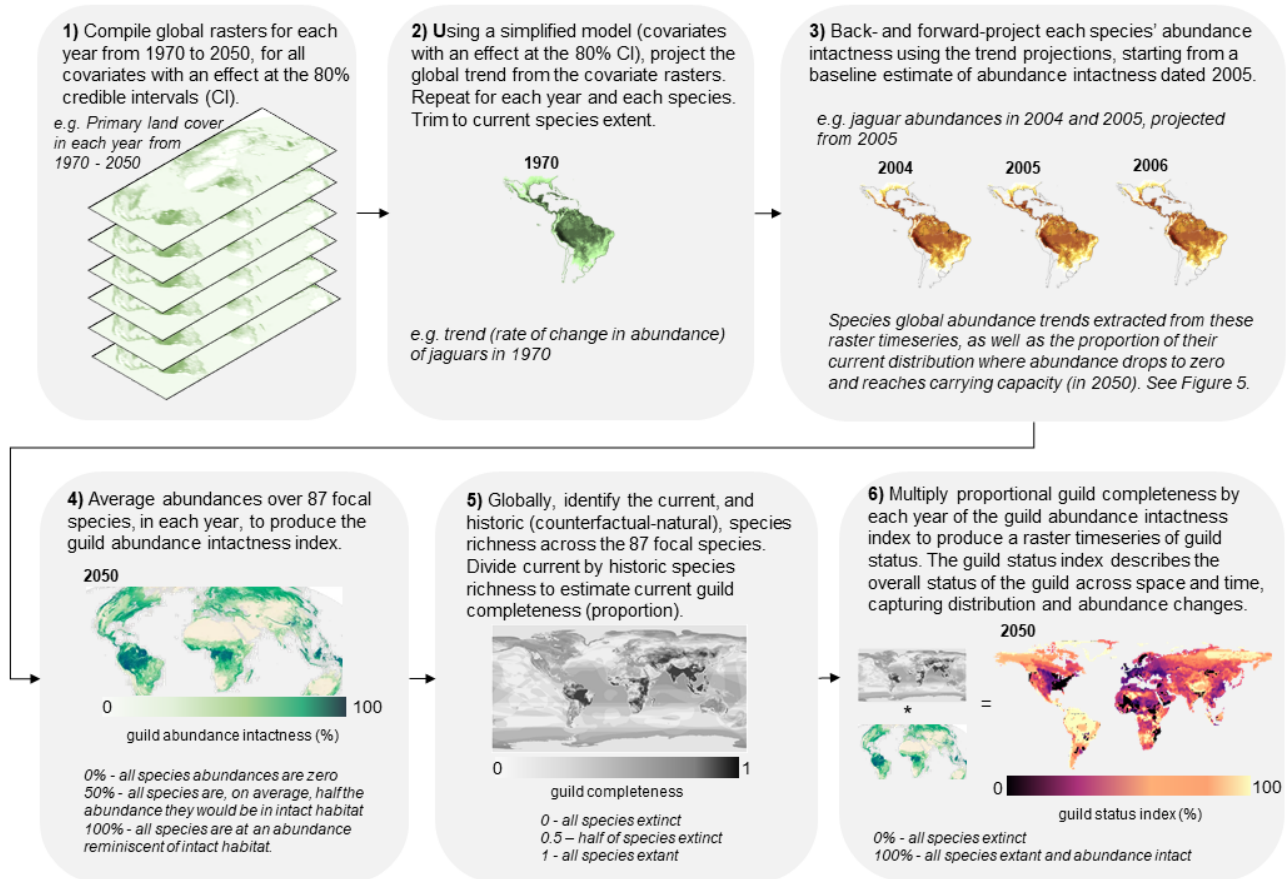 1) Compile global rasters for each
year from 1970 to 2050, for all
covariates with an effect at the 80%
credible intervals (CI).
e.g. Primary land cover
in each year from
1970 - 2050
2) Using a simplified model (covariates
with an effect at the 80% CI), project the
global trend from the covariate rasters.
Repeat for each year and each species.
Trim to current species extent.
1970
e.g. trend (rate of change in abundance)
of jaguars in 1970
3) Back- and forward-project each species’ abundance
intactness using the trend projections, starting from a
baseline estimate of abundance intactness dated 2005.
e.g. jaguar abundances in 2004 and 2005, projected
from 2005
2004 2005 2006
Species global abundance trends extracted from these
raster timeseries, as well as the proportion of their
current distribution where abundance drops to zero
and reaches carrying capacity (in 2050). See Figure 5.
4) Average abundances over 87 focal
species, in each year, to produce the
guild abundance intactness index.
2050
0 100
guild abundance intactness (%)
0% - all species abundances are zero
50% - all species are, on average, half the
abundance they would be in intact habitat
100% - all species are at an abundance
reminiscent of intact habitat.
5) Globally, identify the current, and
historic (counterfactual-natural), species
richness across the 87 focal species.
Divide current by historic species
richness to estimate current guild
completeness (proportion).
0 1
guild completeness
0 - all species extinct
0.5 – half of species extinct
1 - all species extant
6) Multiply proportional guild completeness by
each year of the guild abundance intactness
index to produce a raster timeseries of guild
status. The guild status index describes the
overall status of the guild across space and time,
capturing distribution and abundance changes.
2050
* =
0 100
guild status index (%)
0% - all species extinct
100% - all species extant and abundance intact